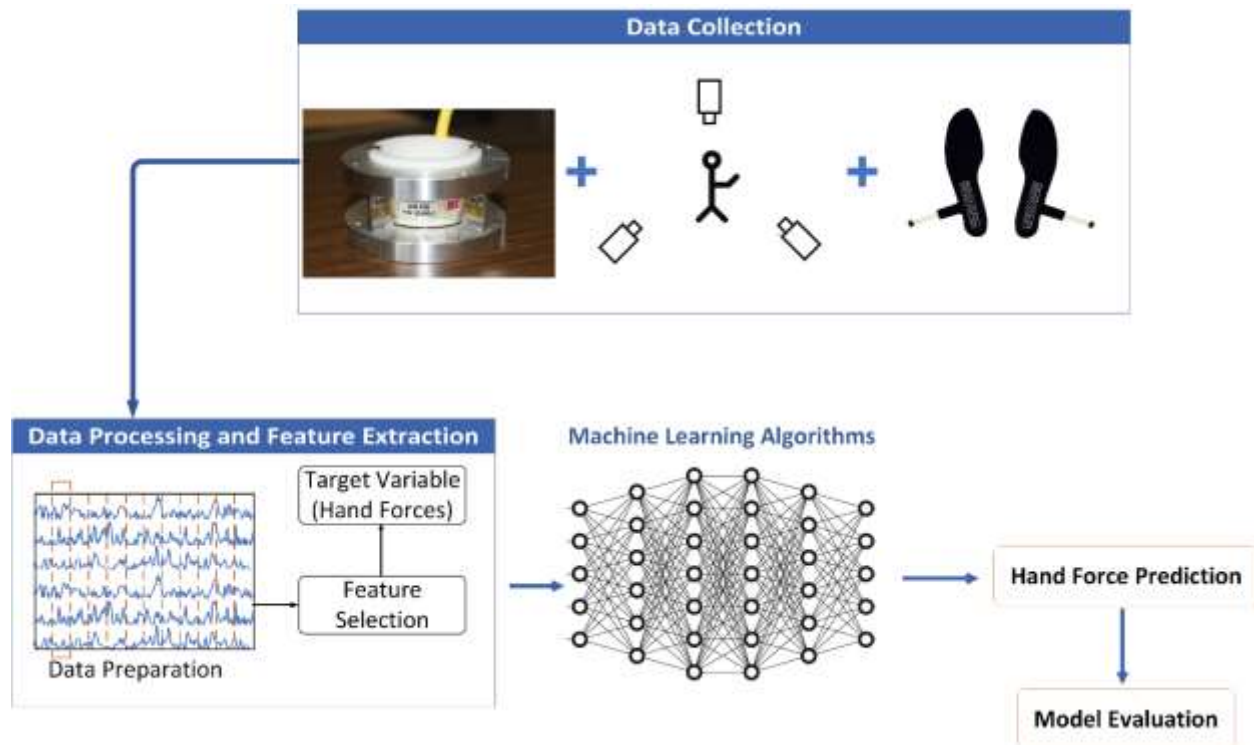 Data Collection
Data Processing and Feature Extraction
Target Variable
(Hand Forces)
Feature
Selection
Data Preparation
Machine Learning Algorithms
Hand Force Prediction
Model Evaluation